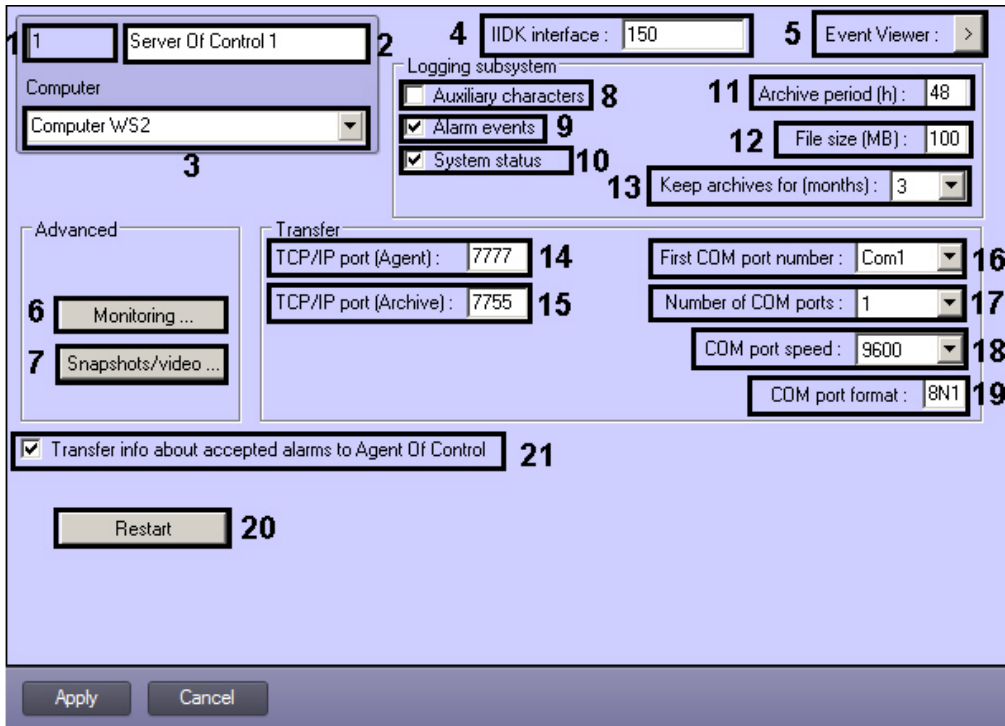 1 1 Server Of Control 1 2 4 IIDK interface : 150 5 Event Viewer : >
Computer
Computer WS2
3
Logging subsystem
Auxiliary characters 8 11 Archive period (h) : 48
Alarm events 9 12 File size (MB) : 100
System status 10
13 Keep archives for (months) : 3
Advanced
6 Monitoring ...
7 Snapshots/video ...
Transfer
TCP/IP port (Agent) : 7777 14 First COM port number : Com1 16
TCP/IP port (Archive) : 7755 15 Number of COM ports : 1 17
COM port speed : 9600 18
COM port format : 8N1 19
Transfer info about accepted alarms to Agent Of Control 21
Restart 20
Apply Cancel